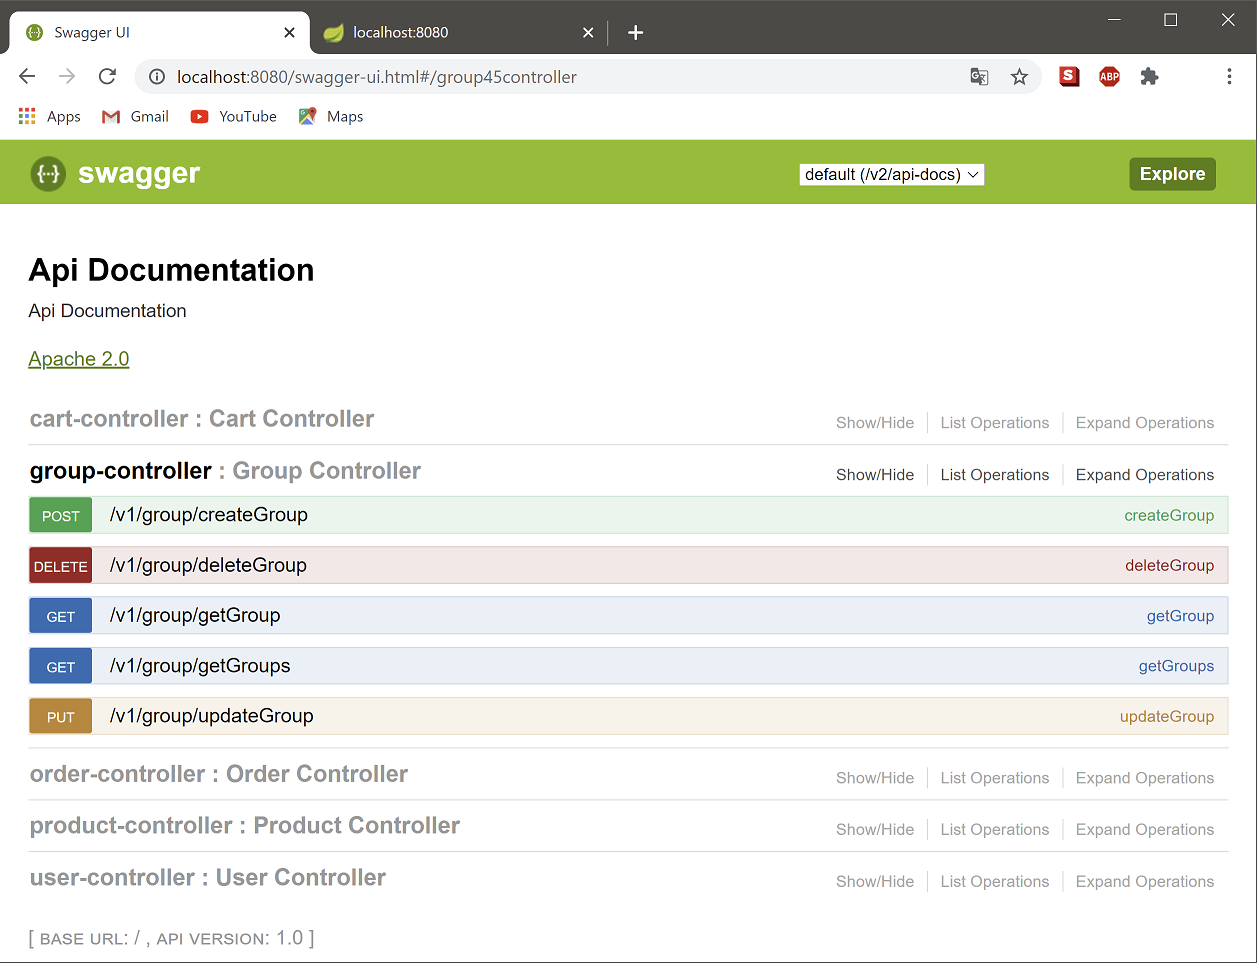 Swagger UI
localhost:8080
localhost:8080/swagger-ui.html#/group45controller
S
ABP
Apps
Gmail
YouTube
Maps
{···} swagger
default (/v2/api-docs)
Explore
Api Documentation
Api Documentation
Apache 2.0
cart-controller : Cart Controller Show/Hide List Operations Expand Operations
group-controller : Group Controller Show/Hide List Operations Expand Operations
POST /v1/group/createGroup createGroup
DELETE /v1/group/deleteGroup deleteGroup
GET /v1/group/getGroup getGroup
GET /v1/group/getGroups getGroups
PUT /v1/group/updateGroup updateGroup
order-controller : Order Controller Show/Hide List Operations Expand Operations
product-controller : Product Controller Show/Hide List Operations Expand Operations
user-controller : User Controller Show/Hide List Operations Expand Operations
[ BASE URL: / , API VERSION: 1.0 ]